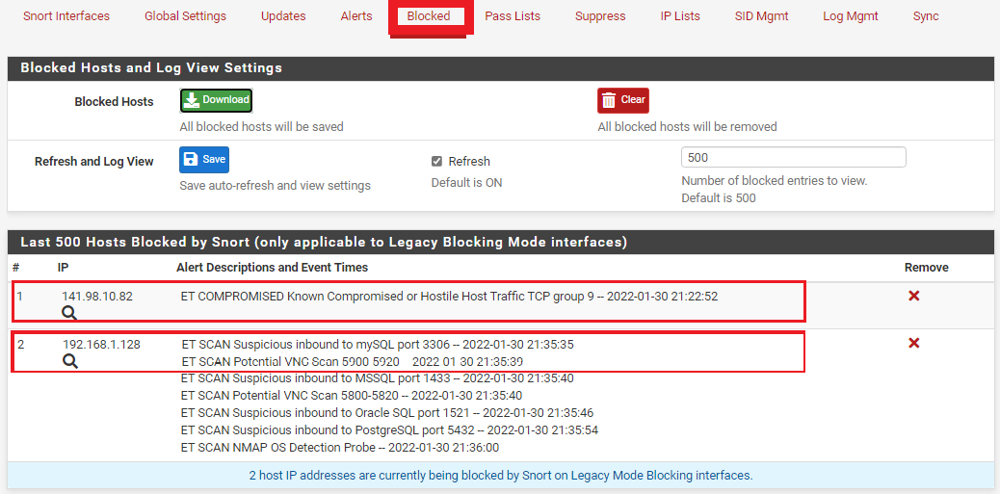 Snort Interfaces Global Settings Updates Alerts Blocked Pass Lists Suppress IP Lists SID Mgmt Log Mgmt Sync
Blocked Hosts and Log View Settings
Blocked Hosts Download Clear
All blocked hosts will be saved All blocked hosts will be removed
Refresh and Log View Save Refresh 500
Save auto-refresh and view settings Default is ON Number of blocked entries to view.
Default is 500
Last 500 Hosts Blocked by Snort (only applicable to Legacy Blocking Mode interfaces)
# IP Alert Descriptions and Event Times Remove
1 141.98.10.82 ET COMPROMISED Known Compromised or Hostile Host Traffic TCP group 9 -- 2022-01-30 21:22:52
2 192.168.1.128 ET SCAN Suspicious inbound to mySQL port 3306 -- 2022-01-30 21:35:35
ET SCAN Potential VNC Scan 5900 5920 2022 01 30 21:35:39
ET SCAN Suspicious inbound to MSSQL port 1433 -- 2022-01-30 21:35:40
ET SCAN Potential VNC Scan 5800-5820 -- 2022-01-30 21:35:40
ET SCAN Suspicious inbound to Oracle SQL port 1521 -- 2022-01-30 21:35:46
ET SCAN Suspicious inbound to PostgreSQL port 5432 -- 2022-01-30 21:35:54
ET SCAN NMAP OS Detection Probe -- 2022-01-30 21:36:00
2 host IP addresses are currently being blocked by Snort on Legacy Mode Blocking interfaces.